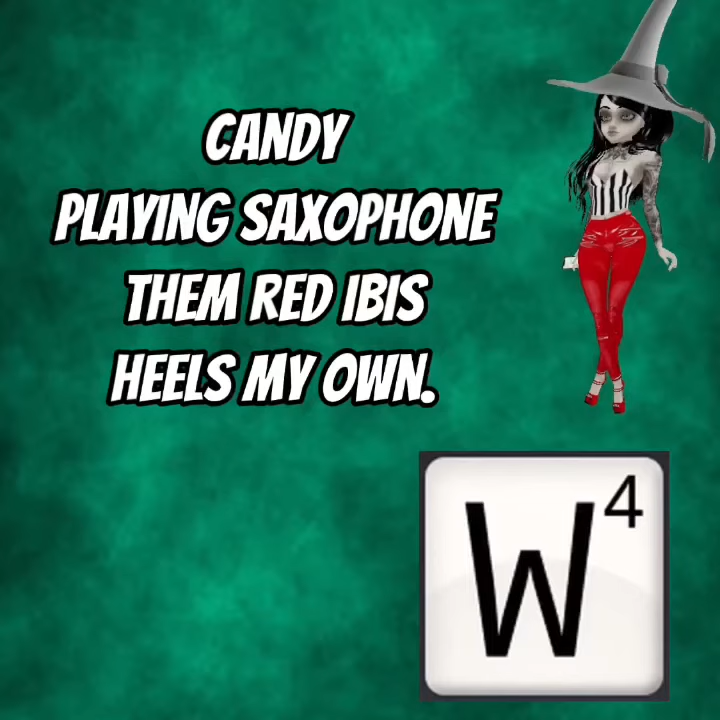 CANDY
PLAYING SAXOPHONE
THEM RED IBIS
HEELS MY OWN.
W 4